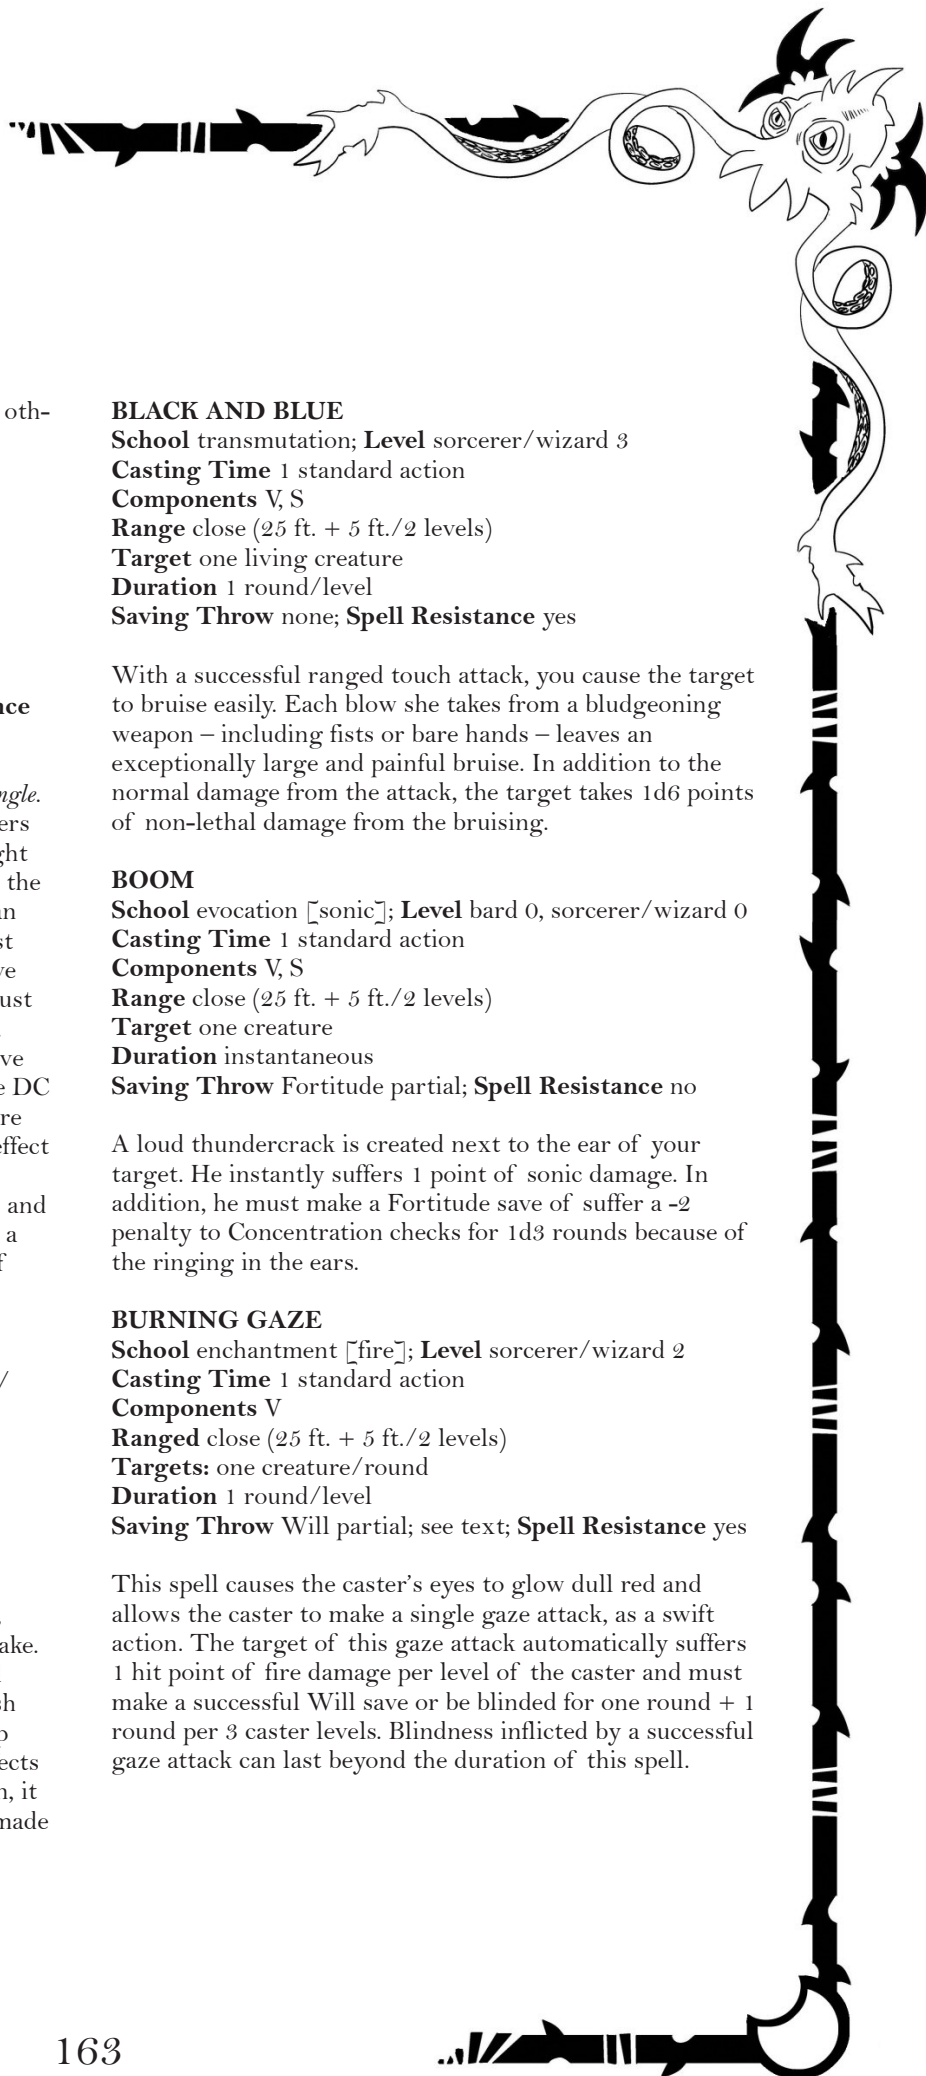 oth-
ngle.
the
ust
DC
effect
and
a
/
made
BLACK AND BLUE
School transmutation; Level sorcerer/wizard 3
Casting Time 1 standard action
Components V, S
Range close (25 ft. + 5 ft./2 levels)
Target one living creature
Duration 1 round/level
Saving Throw none; Spell Resistance yes
With a successful ranged touch attack, you cause the target
to bruise easily. Each blow she takes from a bludgeoning
weapon – including fists or bare hands – leaves an
exceptionally large and painful bruise. In addition to the
normal damage from the attack, the target takes 1d6 points
of non-lethal damage from the bruising.
BOOM
School evocation [sonic]; Level bard 0, sorcerer/wizard 0
Casting Time 1 standard action
Components V, S
Range close (25 ft. + 5 ft./2 levels)
Target one creature
Duration instantaneous
Saving Throw Fortitude partial; Spell Resistance no
A loud thundercrack is created next to the ear of your
target. He instantly suffers 1 point of sonic damage. In
addition, he must make a Fortitude save of suffer a -2
penalty to Concentration checks for 1d3 rounds because of
the ringing in the ears.
BURNING GAZE
School enchantment [fire]; Level sorcerer/wizard 2
Casting Time 1 standard action
Components V
Ranged close (25 ft. + 5 ft./2 levels)
Targets: one creature/round
Duration 1 round/level
Saving Throw Will partial; see text; Spell Resistance yes
This spell causes the caster's eyes to glow dull red and
allows the caster to make a single gaze attack, as a swift
action. The target of this gaze attack automatically suffers
1 hit point of fire damage per level of the caster and must
make a successful Will save or be blinded for one round + 1
round per 3 caster levels. Blindness inflicted by a successful
gaze attack can last beyond the duration of this spell.
163